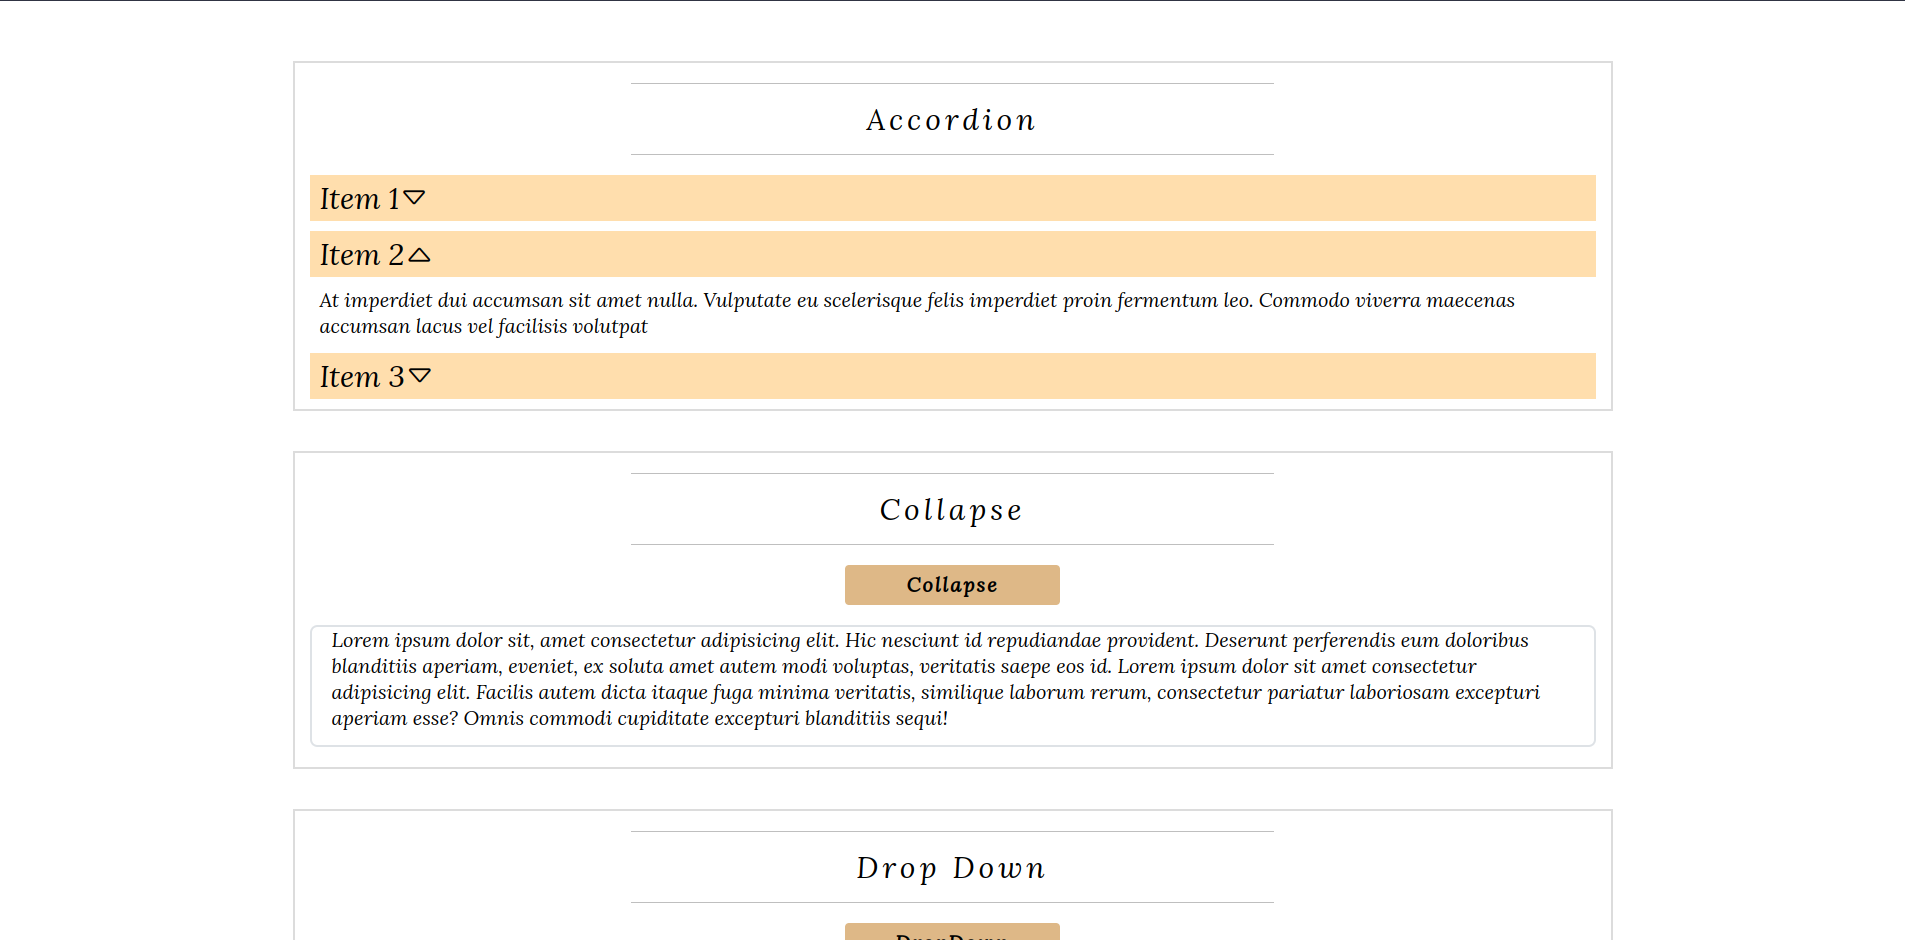 Accordion
Item 1
Item 2
At imperdiet dui accumsan sit amet nulla. Vulputate eu scelerisque felis imperdiet proin fermentum leo. Commodo viverra maecenas
accumsan lacus vel facilisis volutpat
Item 3
Collapse
Collapse
Lorem ipsum dolor sit, amet consectetur adipisicing elit. Hic nesciunt id repudiandae provident. Deserunt perferendis eum doloribus
blanditiis aperiam, eveniet, ex soluta amet autem modi voluptas, veritatis saepe eos id. Lorem ipsum dolor sit amet consectetur
adipisicing elit. Facilis autem dicta itaque fuga minima veritatis, similique laborum rerum, consectetur pariatur laboriosam excepturi
aperiam esse? Omnis commodi cupiditate excepturi blanditiis sequi!
Drop Down